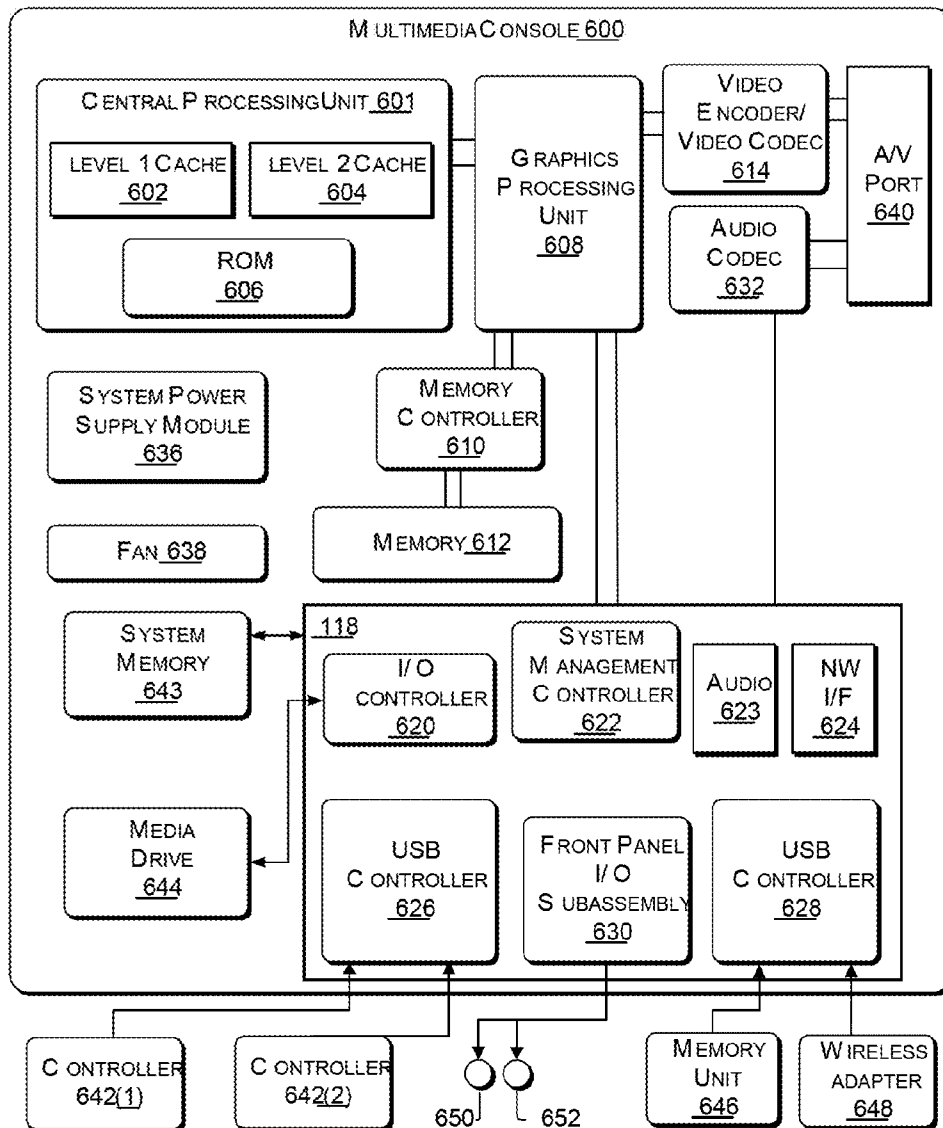 MULTIMEDIA CONSOLE 600
CENTRAL PROCESSING UNIT 601
LEVEL 1 CACHE
602
LEVEL 2 CACHE
604
ROM
606
GRAPHICS
PROCESSING
UNIT
608
VIDEO
ENCODER/
VIDEO CODEC
614
A/V
PORT
640
AUDIO
CODEC
632
SYSTEM POWER
SUPPLY MODULE
636
MEMORY
CONTROLLER
610
MEMORY 612
FAN 638
SYSTEM
MEMORY
643
118
I/O
CONTROLLER
620
SYSTEM
MANAGEMENT
CONTROLLER
622
AUDIO
623
NW
I/F
624
MEDIA
DRIVE
644
USB
CONTROLLER
626
FRONT PANEL
I/O
SUBASSEMBLY
630
USB
CONTROLLER
628
CONTROLLER
642(1)
CONTROLLER
642(2)
650
652
MEMORY
UNIT
646
WIRELESS
ADAPTER
648